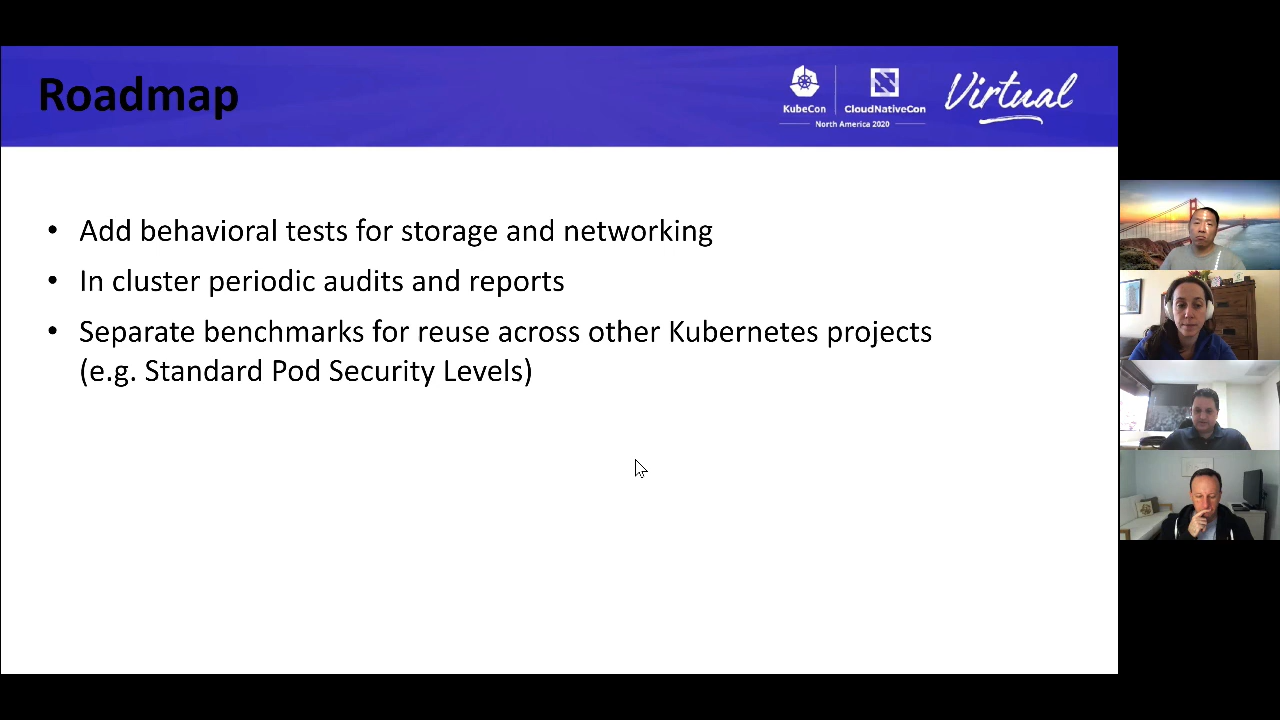 Roadmap
KubeCon
CloudNativeCon
North America 2020
Virtual
• Add behavioral tests for storage and networking
• In cluster periodic audits and reports
• Separate benchmarks for reuse across other Kubernetes projects
(e.g. Standard Pod Security Levels)